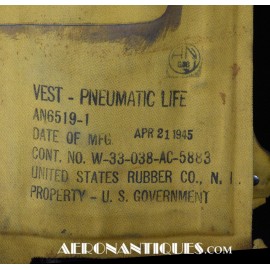 VEST - PNEUMATIC LIFE
AN6519-1
DATE OF MFG. APR 21 1945
CONT. NO. W-33-038-AC-5883
UNITED STATES RUBBER CO., N.
PROPERTY - U. S. GOVERNMENT
AERONANTIQUES.COM